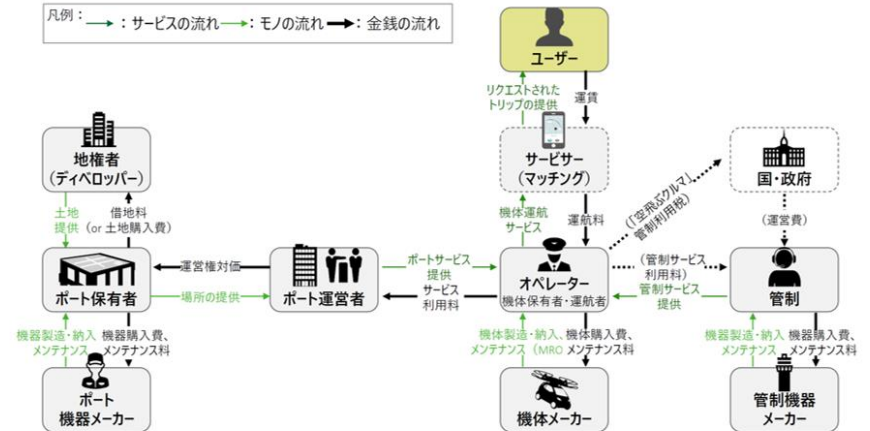 凡例：
：サービスの流れ ：モノの流れ ：金銭の流れ
ユーザー
リクエストされた
トリップの提供
運賃
地権者
（ディベロッパー）
サービサー
（マッチング）
国・政府
土地
提供
借地料
（or 土地購入費）
機体運航
サービス
運航料
（「空飛ぶクルマ」
管制利用税）
（運営費）
ポート保有者
運営権対価
場所の提供
ポート運営者
ポートサービス
提供
サービス
利用料
オペレーター
機体保有者・運航者
（管制サービス
利用料）
管制サービス
提供
管制
機器製造・納入
メンテナンス
機器購入費、
メンテナンス料
機体製造・納入、
メンテナンス（MRO
機体購入費、
メンテナンス料
機器製造・納入
メンテナンス
機器購入費、
メンテナンス料
ポート
機器メーカー
機体メーカー
管制機器
メーカー